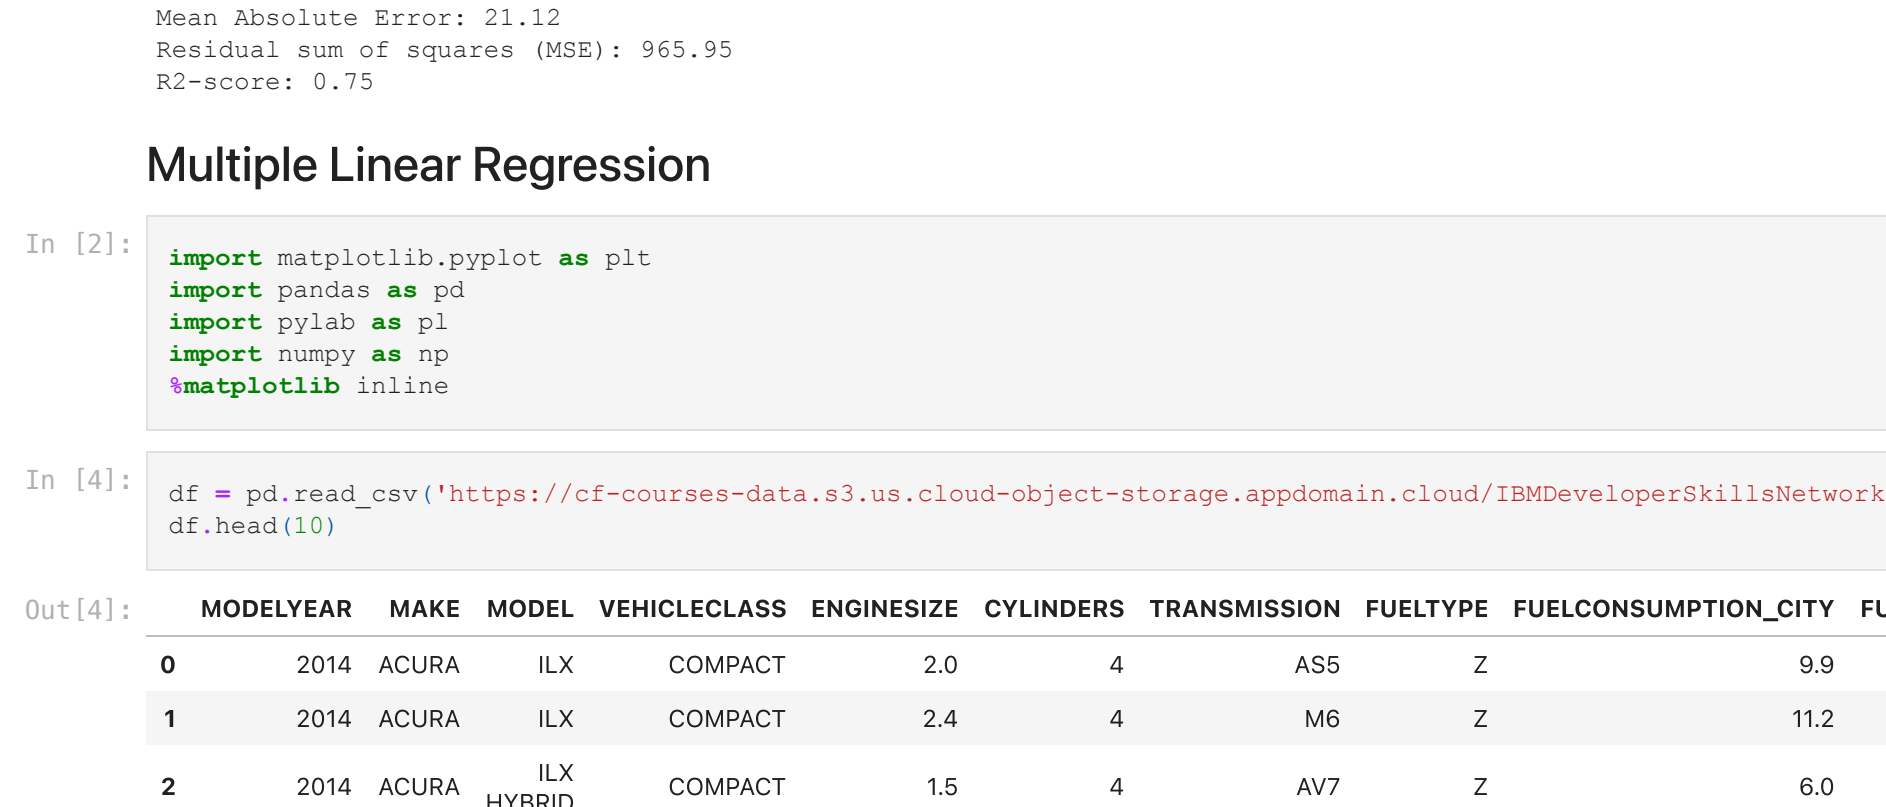 Mean Absolute Error: 21.12
Residual sum of squares (MSE): 965.95
R2-score: 0.75
Multiple Linear Regression
In [2]:
import matplotlib.pyplot as plt
import pandas as pd
import pylab as pl
import numpy as np
%matplotlib inline
In [4]:
df = pd.read_csv('https://cf-courses-data.s3.us.cloud-object-storage.appdomain.cloud/IBMDeveloperSkillsNetwork
df.head(10)
Out[4]:
MODELYEAR MAKE MODEL VEHICLECLASS ENGINESIZE CYLINDERS TRANSMISSION FUELTYPE FUELCONSUMPTION_CITY FU
0 2014 ACURA ILX COMPACT 2.0 4 AS5 Z 9.9
1 2014 ACURA ILX COMPACT 2.4 4 M6 Z 11.2
2 2014 ACURA ILX HYBRID COMPACT 1.5 4 AV7 Z 6.0